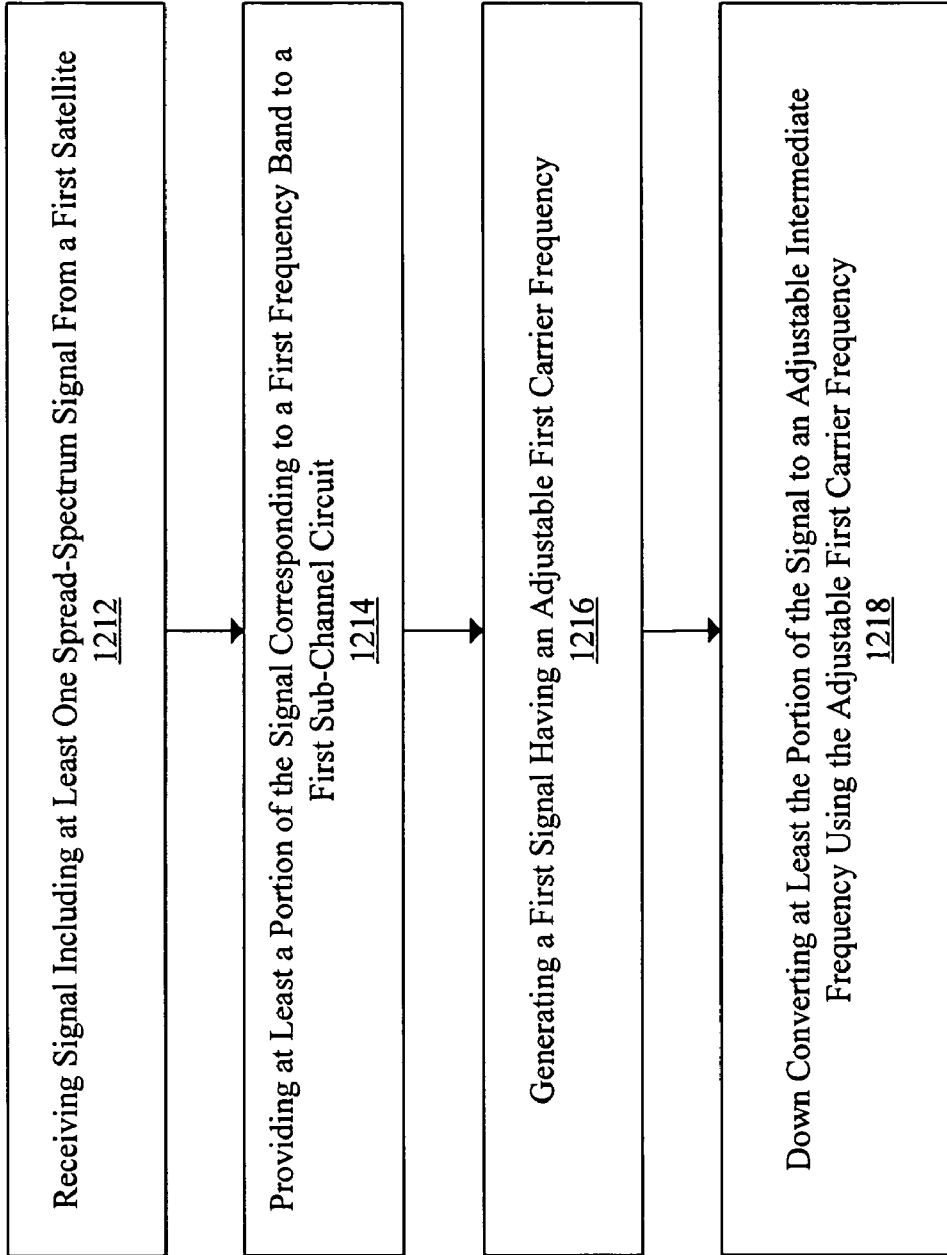 Receiving Signal Including at Least One Spread-Spectrum Signal From a First Satellite
1212
Providing at Least a Portion of the Signal Corresponding to a First Frequency Band to a
First Sub-Channel Circuit
1214
Generating a First Signal Having an Adjustable First Carrier Frequency
1216
Down Converting at Least the Portion of the Signal to an Adjustable Intermediate
Frequency Using the Adjustable First Carrier Frequency
1218